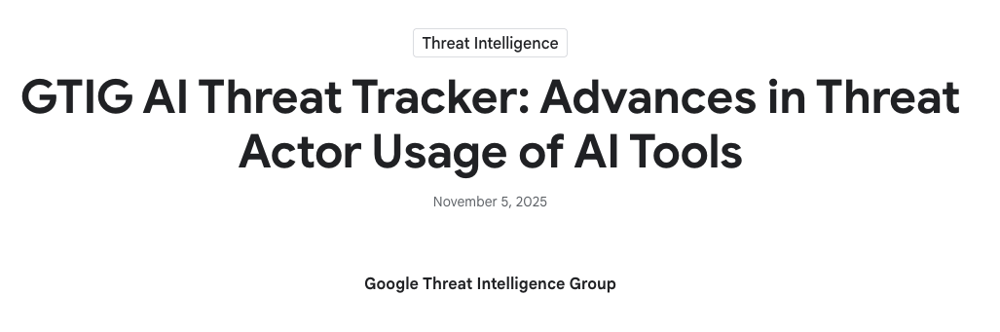 Threat Intelligence
GTIG AI Threat Tracker: Advances in Threat
Actor Usage of AI Tools
November 5, 2025
Google Threat Intelligence Group